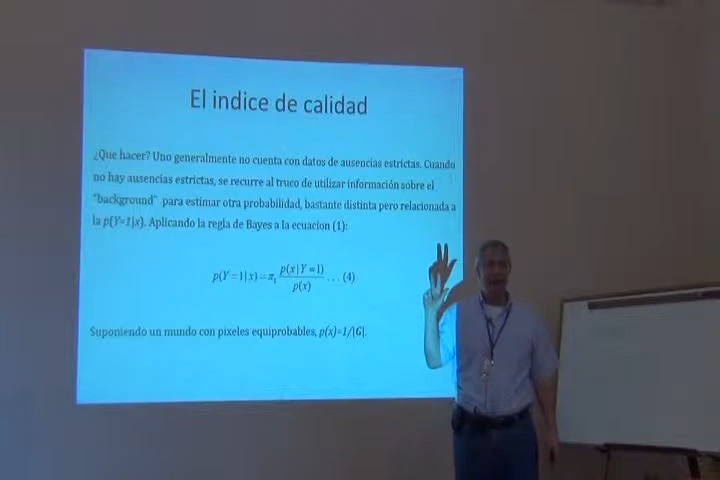 El indice de calidad
¿Que hacer? Uno generalmente no cuenta con datos de ausencias estrictas. Cuando
no hay ausencias estrictas, se recurre al truco de utilizar información sobre el
"background" para estimar otra probabilidad, bastante distinta pero relacionada a
la p(Y=1|x). Aplicando la regla de Bayes a la ecuacion (1):
p(Y=1|x)=π₁ p(x|Y=1)/p(x) ... (4)
Suponiendo un mundo con pixeles equiprobables, p(x)=1/|G|.